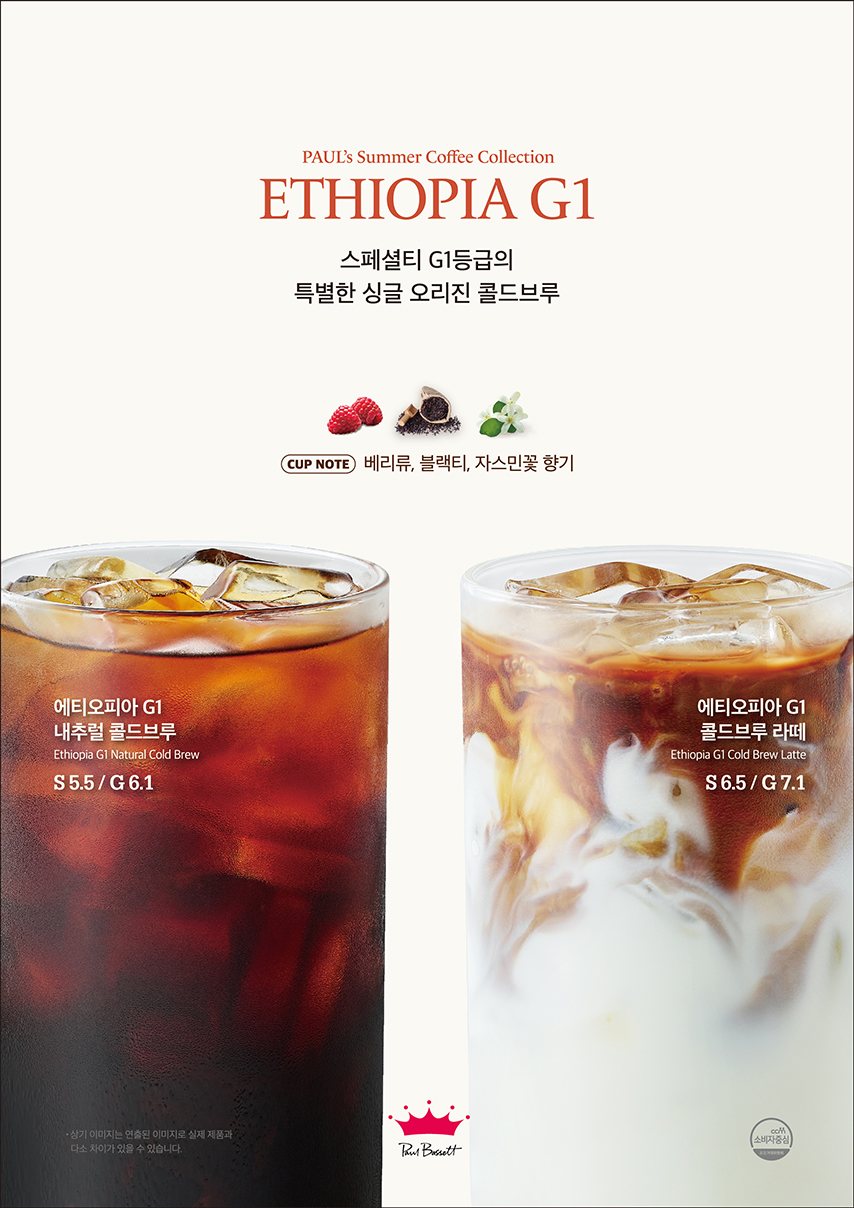 PAUL's Summer Coffee Collection
ETHIOPIA G1
스페셜티 G1등급의
특별한 싱글 오리진 콜드브루
CUP NOTE 베리류, 블랙티, 자스민꽃 향기
에티오피아 G1
내추럴 콜드브루
Ethiopia G1 Natural Cold Brew
S 5.5 / G 6.1
에티오피아 G1
콜드브루 라떼
Ethiopia G1 Cold Brew Latte
S 6.5 / G 7.1
• 상기 이미지는 연출된 이미지로 실제 제품과
다소 차이가 있을 수 있습니다.
Paul Bassett
CCM
소비자중심